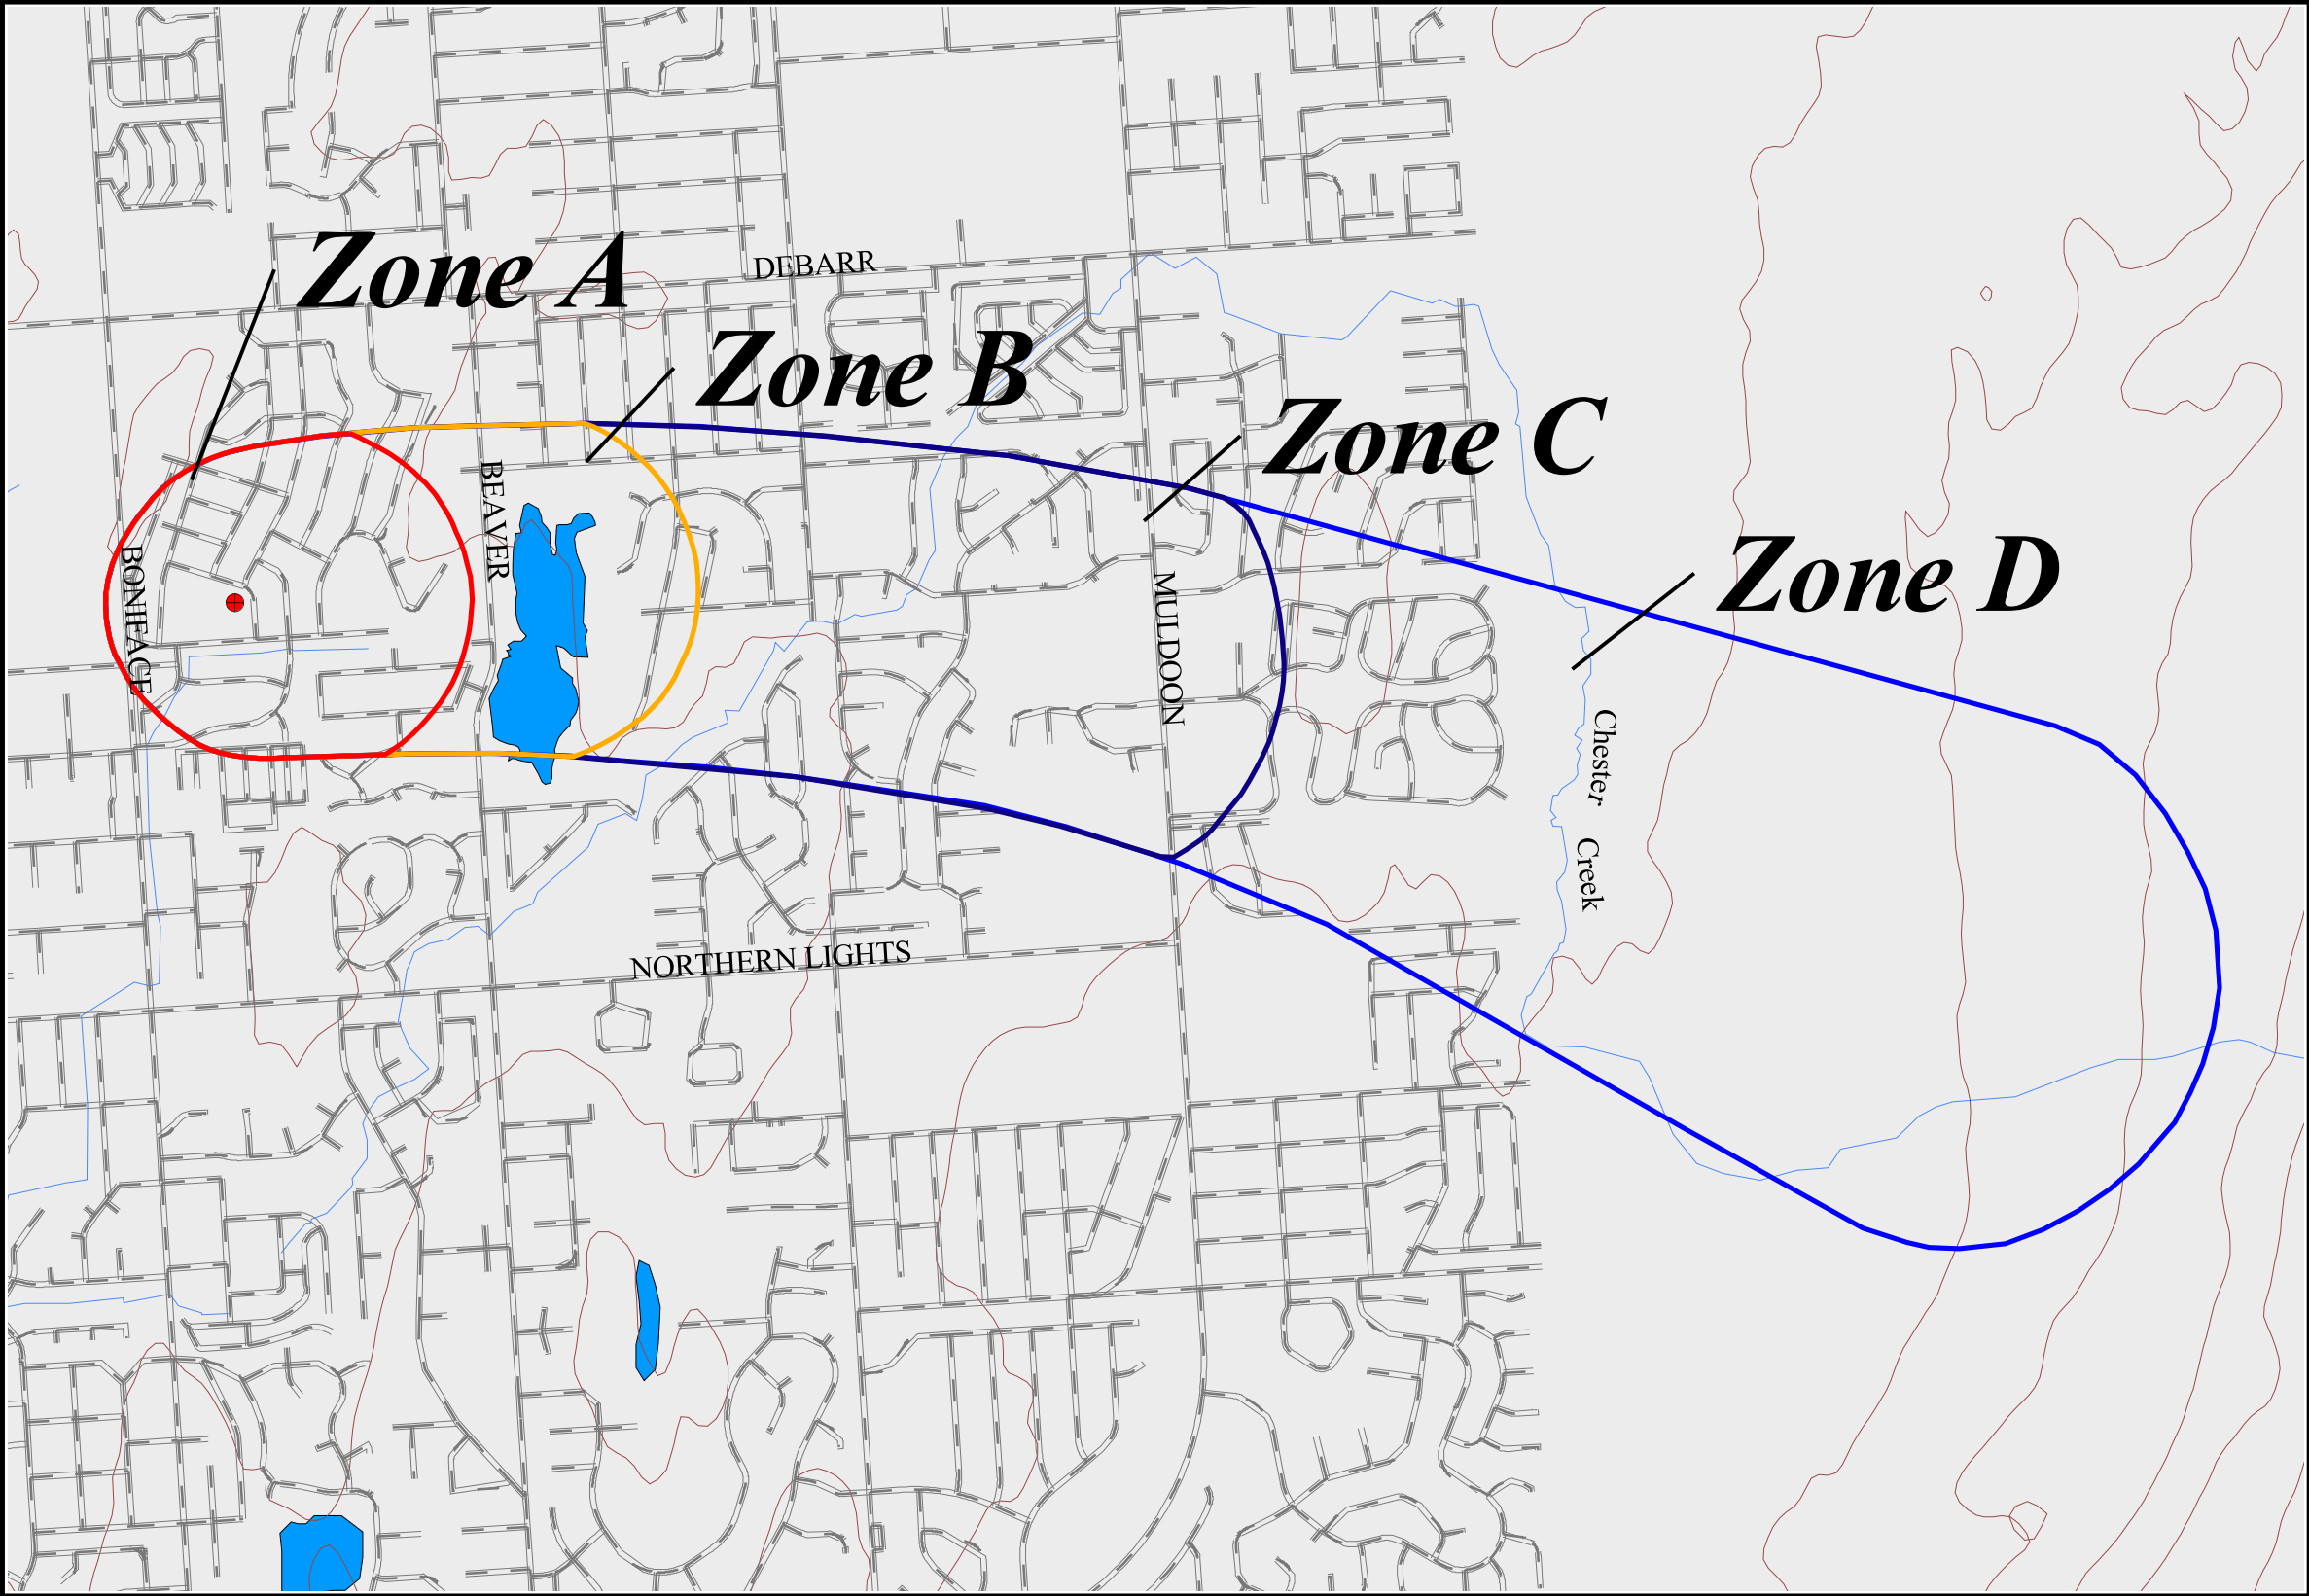 Zone A
DEBARR
Zone B
Zone C
BEAVER
BONIFACE
MULDOON
Zone D
Chester
Creek
NORTHERN LIGHTS